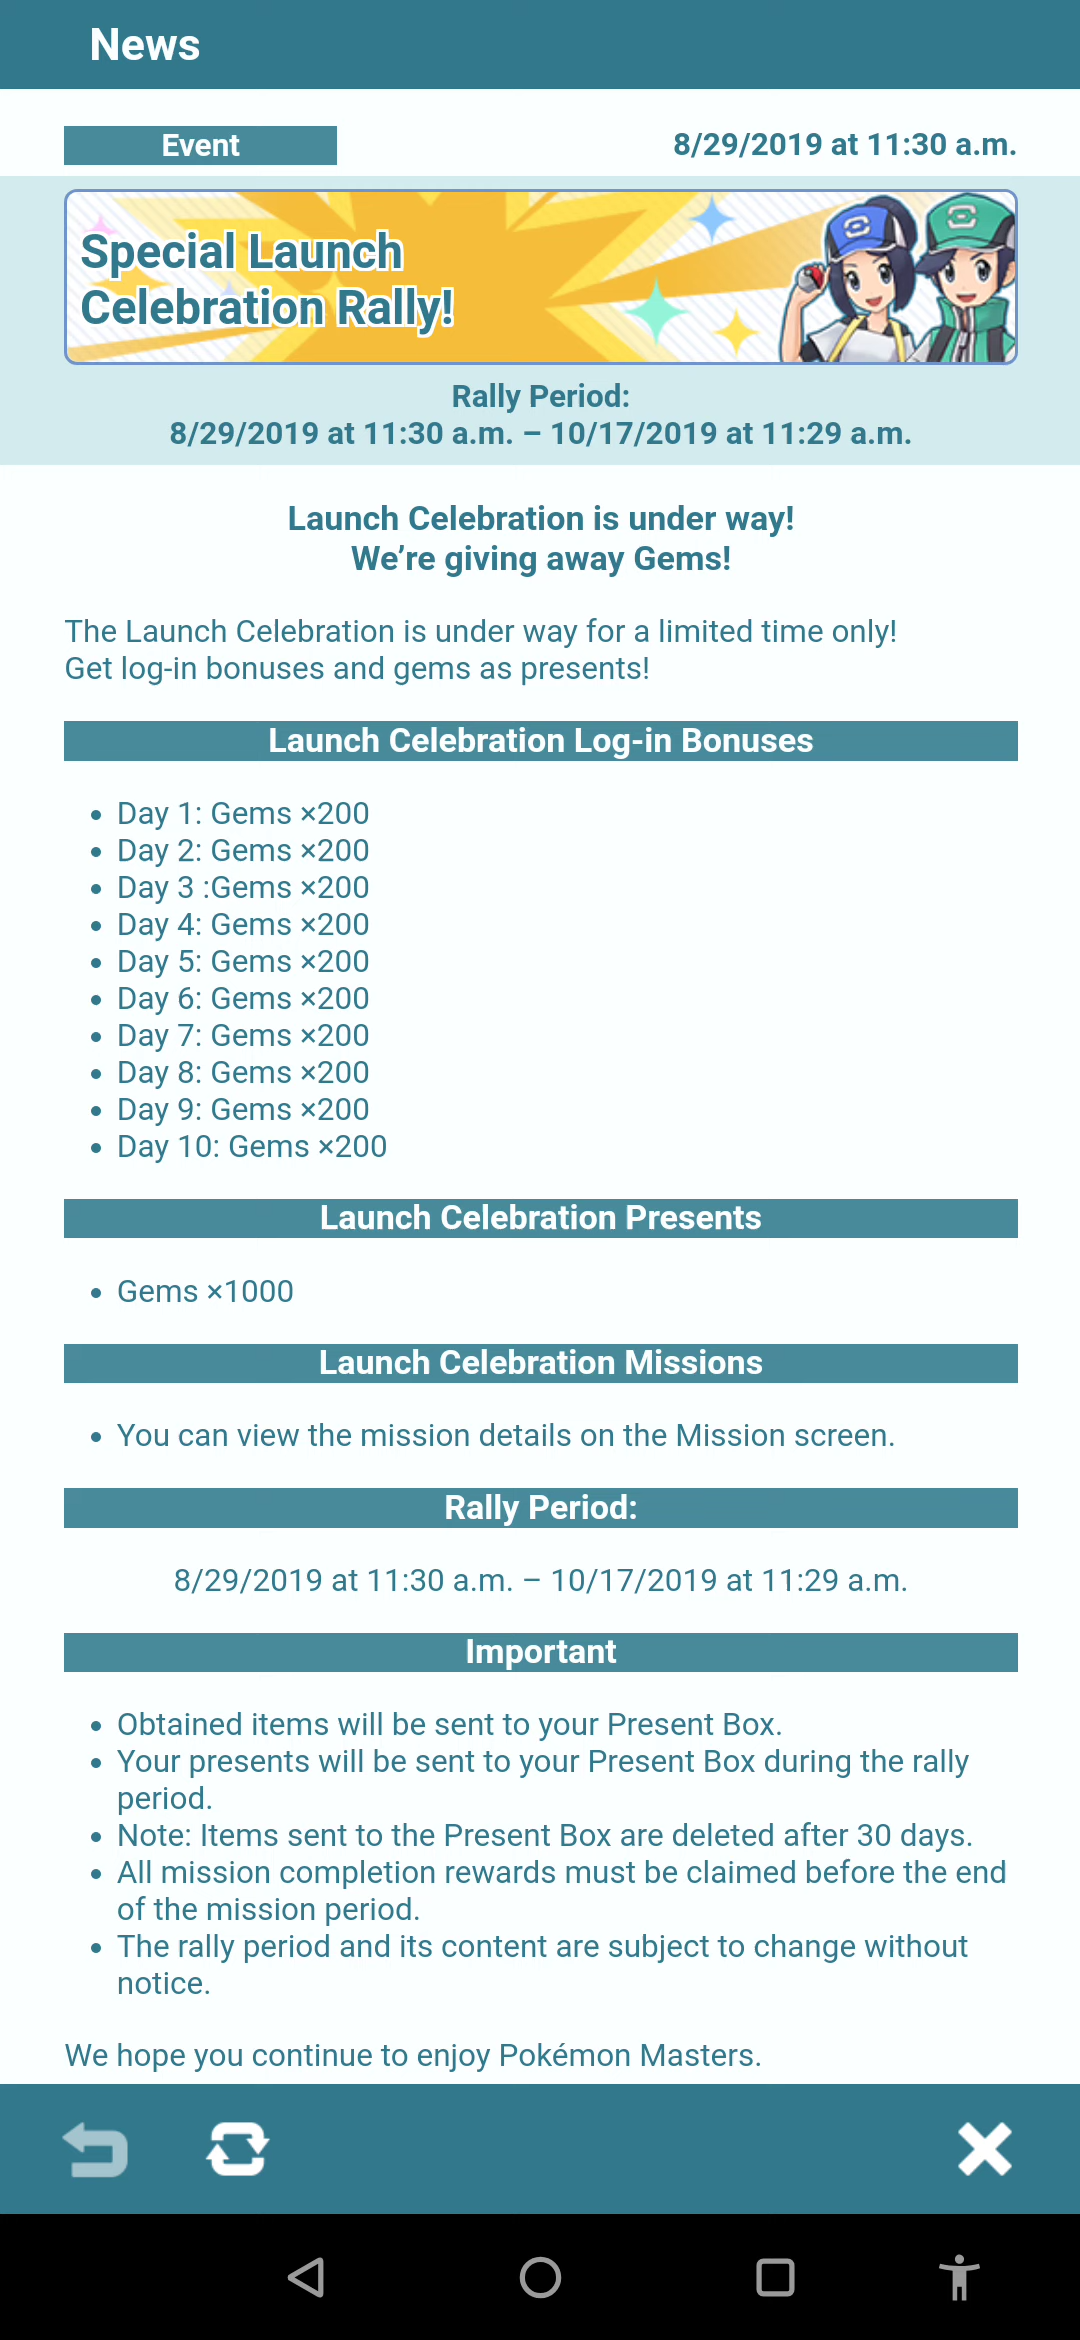 News
Event
8/29/2019 at 11:30 a.m.
Special Launch
Celebration Rally!
Rally Period:
8/29/2019 at 11:30 a.m. – 10/17/2019 at 11:29 a.m.
Launch Celebration is under way!
We’re giving away Gems!
The Launch Celebration is under way for a limited time only!
Get log-in bonuses and gems as presents!
Launch Celebration Log-in Bonuses
• Day 1: Gems ×200
• Day 2: Gems ×200
• Day 3 :Gems ×200
• Day 4: Gems ×200
• Day 5: Gems ×200
• Day 6: Gems ×200
• Day 7: Gems ×200
• Day 8: Gems ×200
• Day 9: Gems ×200
• Day 10: Gems ×200
Launch Celebration Presents
• Gems ×1000
Launch Celebration Missions
• You can view the mission details on the Mission screen.
Rally Period:
8/29/2019 at 11:30 a.m. – 10/17/2019 at 11:29 a.m.
Important
• Obtained items will be sent to your Present Box.
• Your presents will be sent to your Present Box during the rally
period.
• Note: Items sent to the Present Box are deleted after 30 days.
• All mission completion rewards must be claimed before the end
of the mission period.
• The rally period and its content are subject to change without
notice.
We hope you continue to enjoy Pokémon Masters.